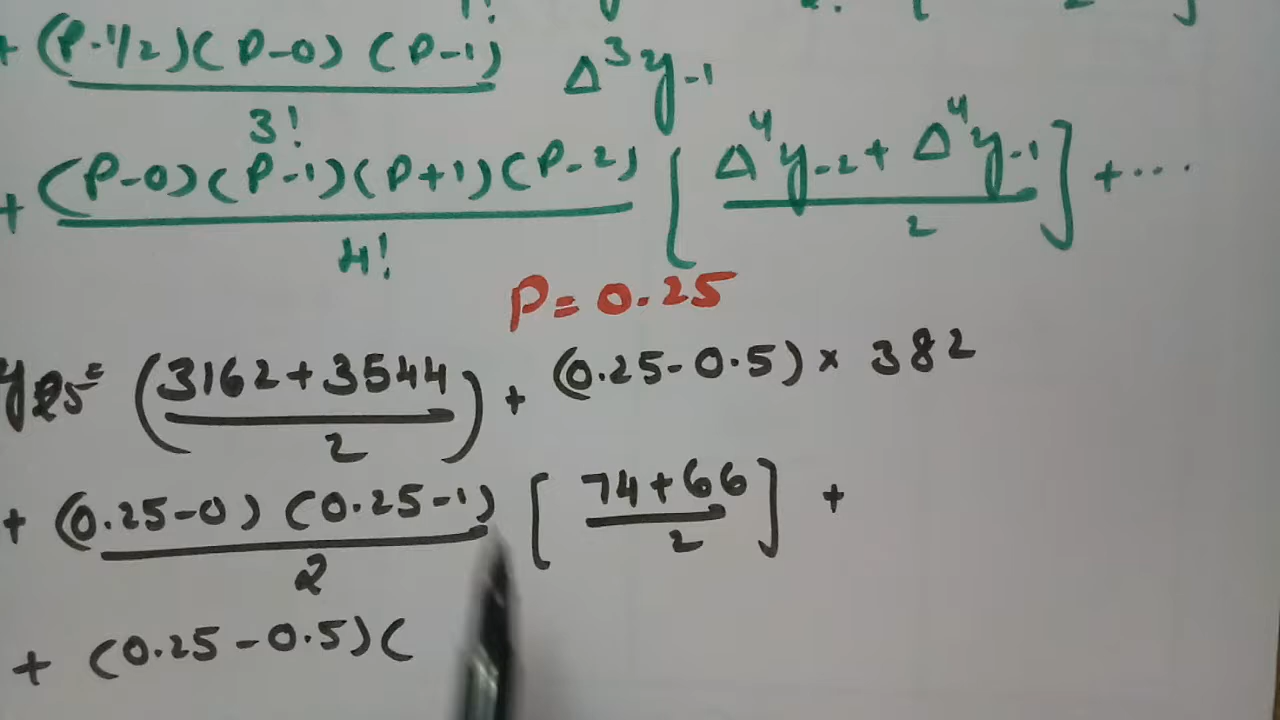 + (P-1/2)(P-0)(P-1) / 3! Δ³y₋₁
+ (P-0)(P-1)(P+1)(P-2) / 4! [ Δ⁴y₋₂ + Δ⁴y₋₁ / 2 ] + ...
P = 0.25
y₂₅ = (3162+3544 / 2) + (0.25-0.5) × 382
+ (0.25-0)(0.25-1) / 2 [ 74+66 / 2 ] +
+ (0.25-0.5)(